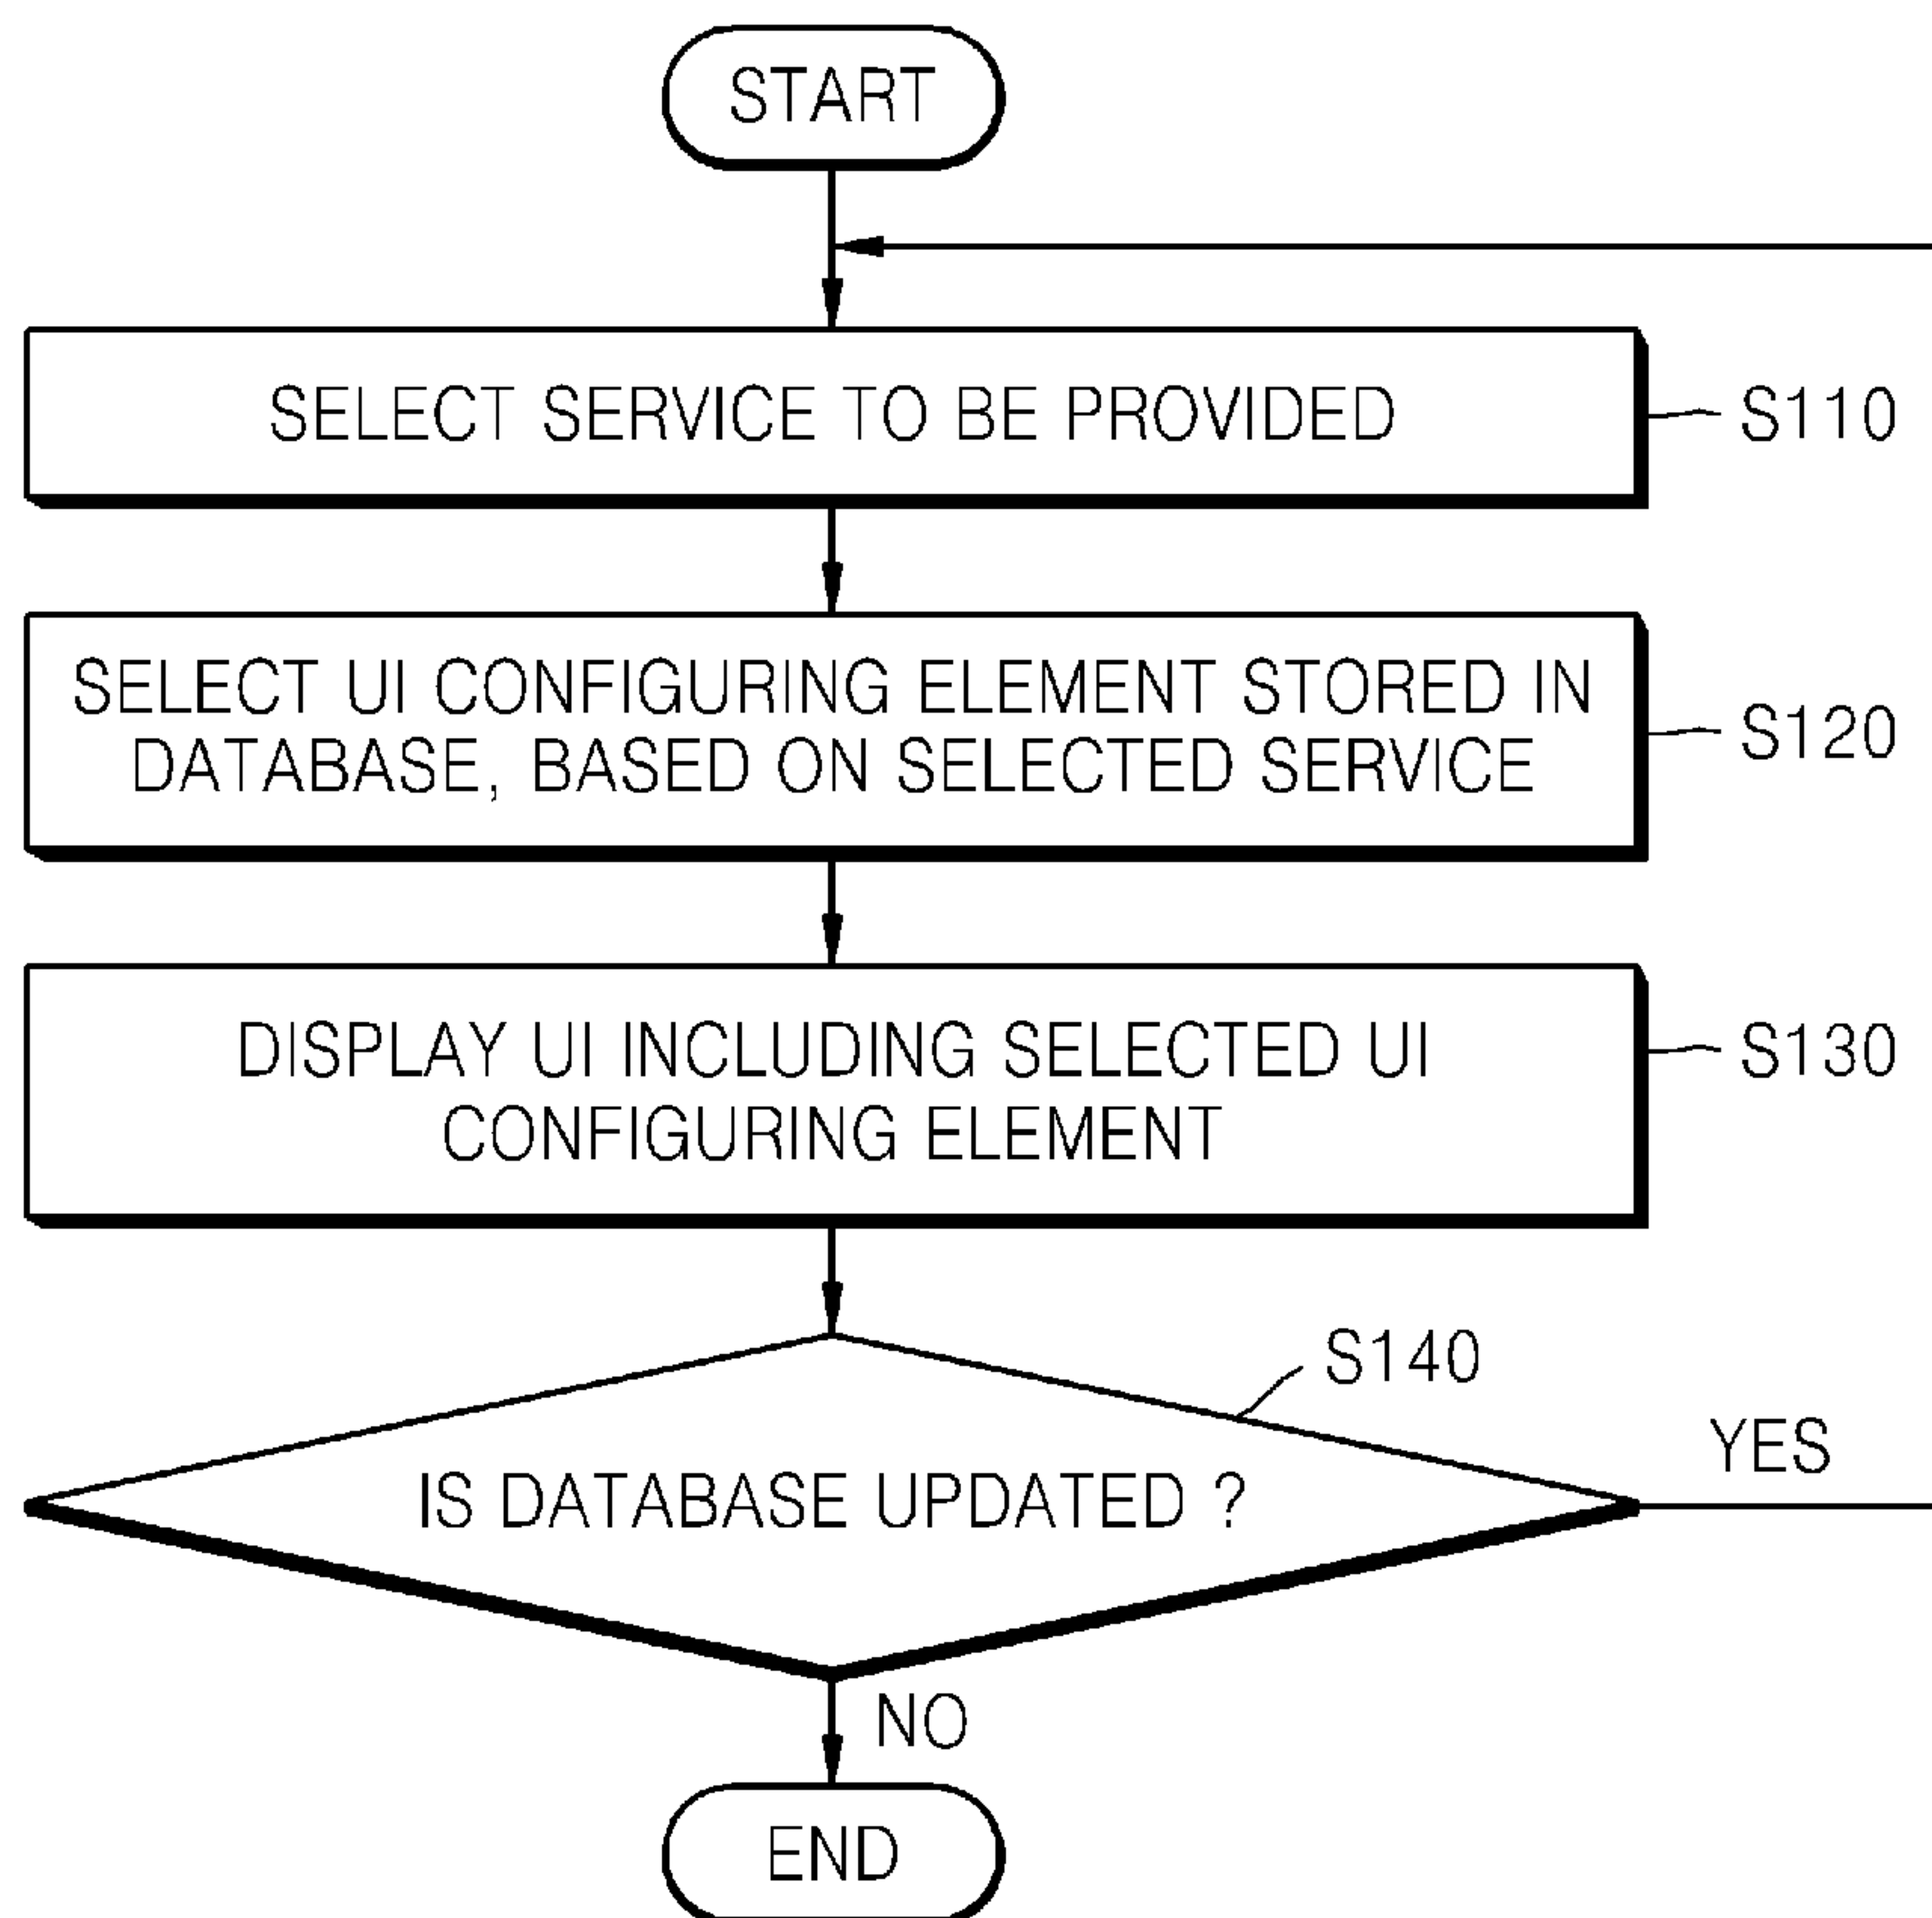 START
SELECT SERVICE TO BE PROVIDED
S110
SELECT UI CONFIGURING ELEMENT STORED IN
DATABASE, BASED ON SELECTED SERVICE
S120
DISPLAY UI INCLUDING SELECTED UI
CONFIGURING ELEMENT
S130
S140
IS DATABASE UPDATED ?
YES
NO
END